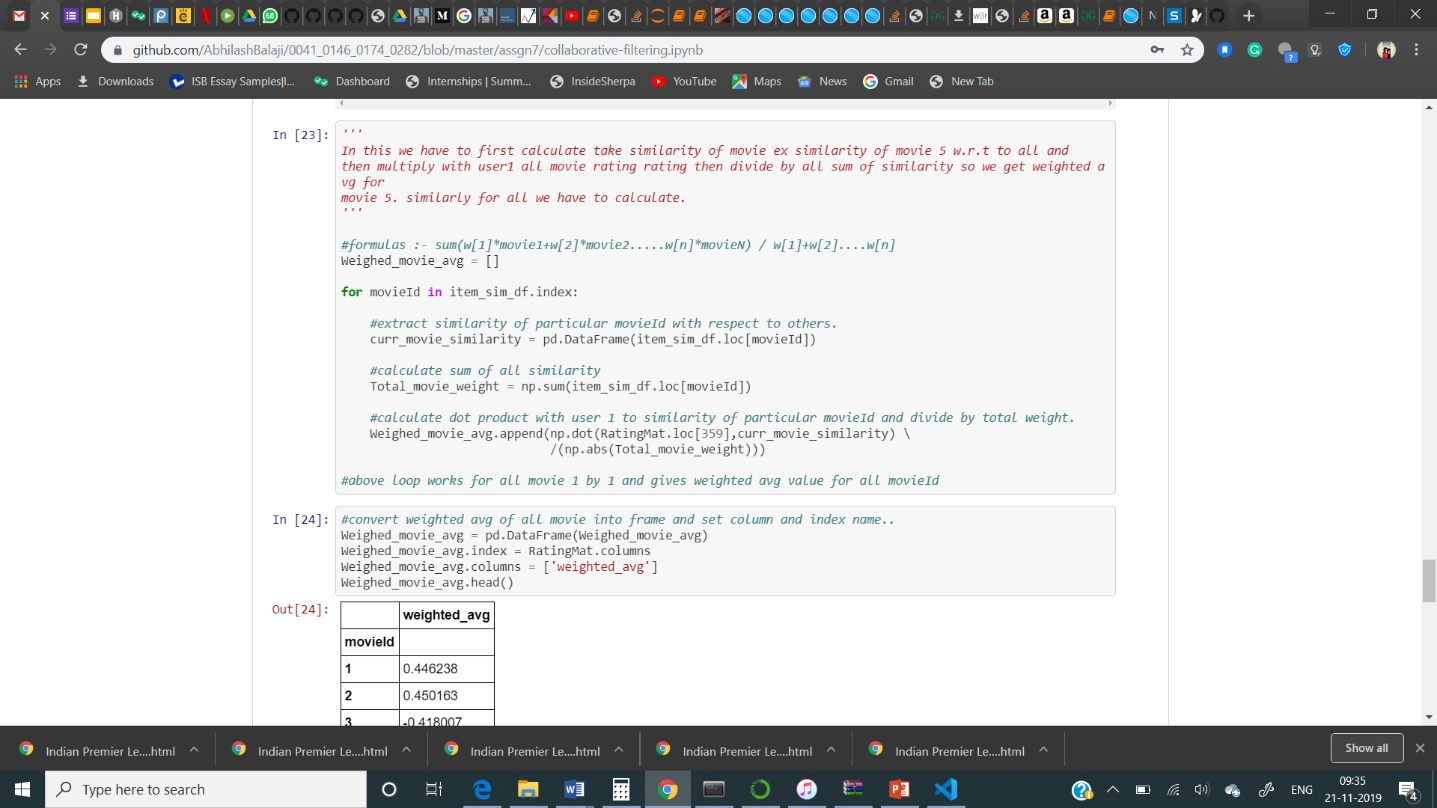 github.com/AbhilashBalaji/0041_0146_0174_0282/blob/master/assgn7/collaborative-filtering.ipynb
Apps Downloads ISB Essay Samples|I... Dashboard Internships | Summ... InsideSherpa YouTube Maps News Gmail New Tab
In [23]: '''
In this we have to first calculate take similarity of movie ex similarity of movie 5 w.r.t to all and
then multiply with user1 all movie rating rating then divide by all sum of similarity so we get weighted a
vg for
movie 5. similarly for all we have to calculate.
'''
#formulas :- sum(w[1]*movie1+w[2]*movie2.....w[n]*movieN) / w[1]+w[2]....w[n]
Weighed_movie_avg = []
for movieId in item_sim_df.index:
#extract similarity of particular movieId with respect to others.
curr_movie_similarity = pd.DataFrame(item_sim_df.loc[movieId])
#calculate sum of all similarity
Total_movie_weight = np.sum(item_sim_df.loc[movieId])
#calculate dot product with user 1 to similarity of particular movieId and divide by total weight.
Weighed_movie_avg.append(np.dot(RatingMat.loc[359],curr_movie_similarity) \
/(np.abs(Total_movie_weight)))
#above loop works for all movie 1 by 1 and gives weighted avg value for all movieId
In [24]: #convert weighted avg of all movie into frame and set column and index name..
Weighed_movie_avg = pd.DataFrame(Weighed_movie_avg)
Weighed_movie_avg.index = RatingMat.columns
Weighed_movie_avg.columns = ['weighted_avg']
Weighed_movie_avg.head()
Out[24]: weighted_avg
movieId
1 0.446238
2 0.450163
3 -0.418007
Indian Premier Le....html Indian Premier Le....html Indian Premier Le....html Indian Premier Le....html Indian Premier Le....html Show all
Type here to search ENG 09:35
21-11-2019 4